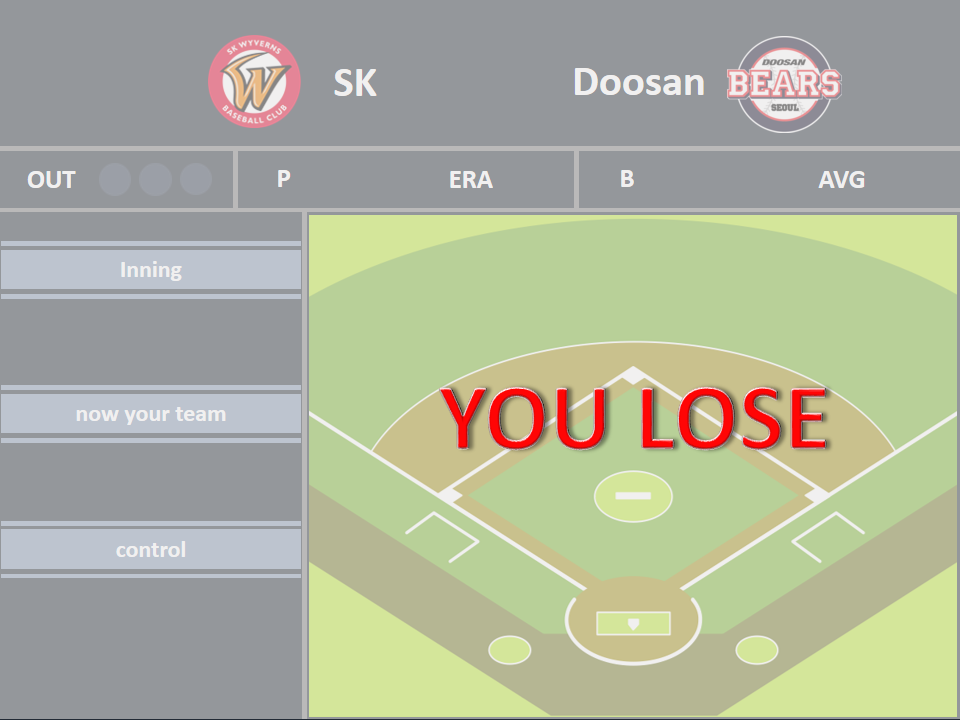 SK WYVERNS
BASEBALL CLUB
SK
Doosan
DOOSAN
BEARS
SEOUL
OUT
P
ERA
B
AVG
Inning
now your team
control
YOU LOSE